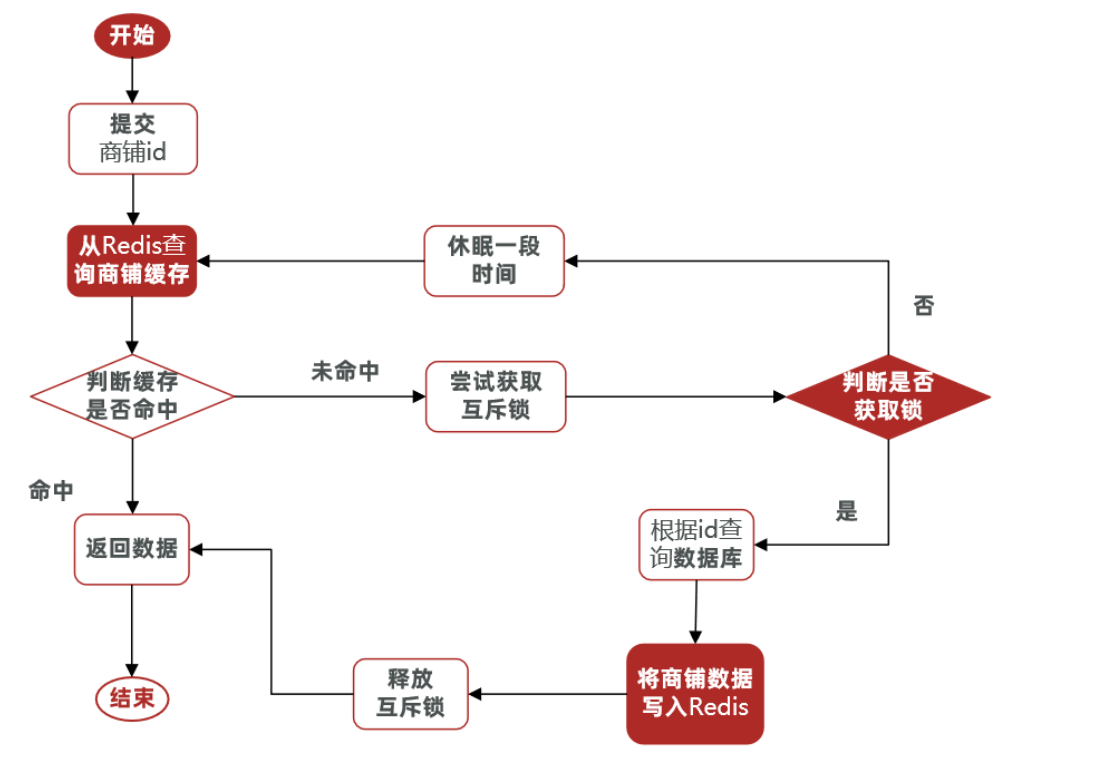 开始
提交
商铺id
从Redis查
询商铺缓存
休眠一段
时间
否
判断缓存
是否命中
未命中
尝试获取
互斥锁
判断是否
获取锁
命中
是
返回数据
根据id查
询数据库
释放
互斥锁
将商铺数据
写入Redis
结束